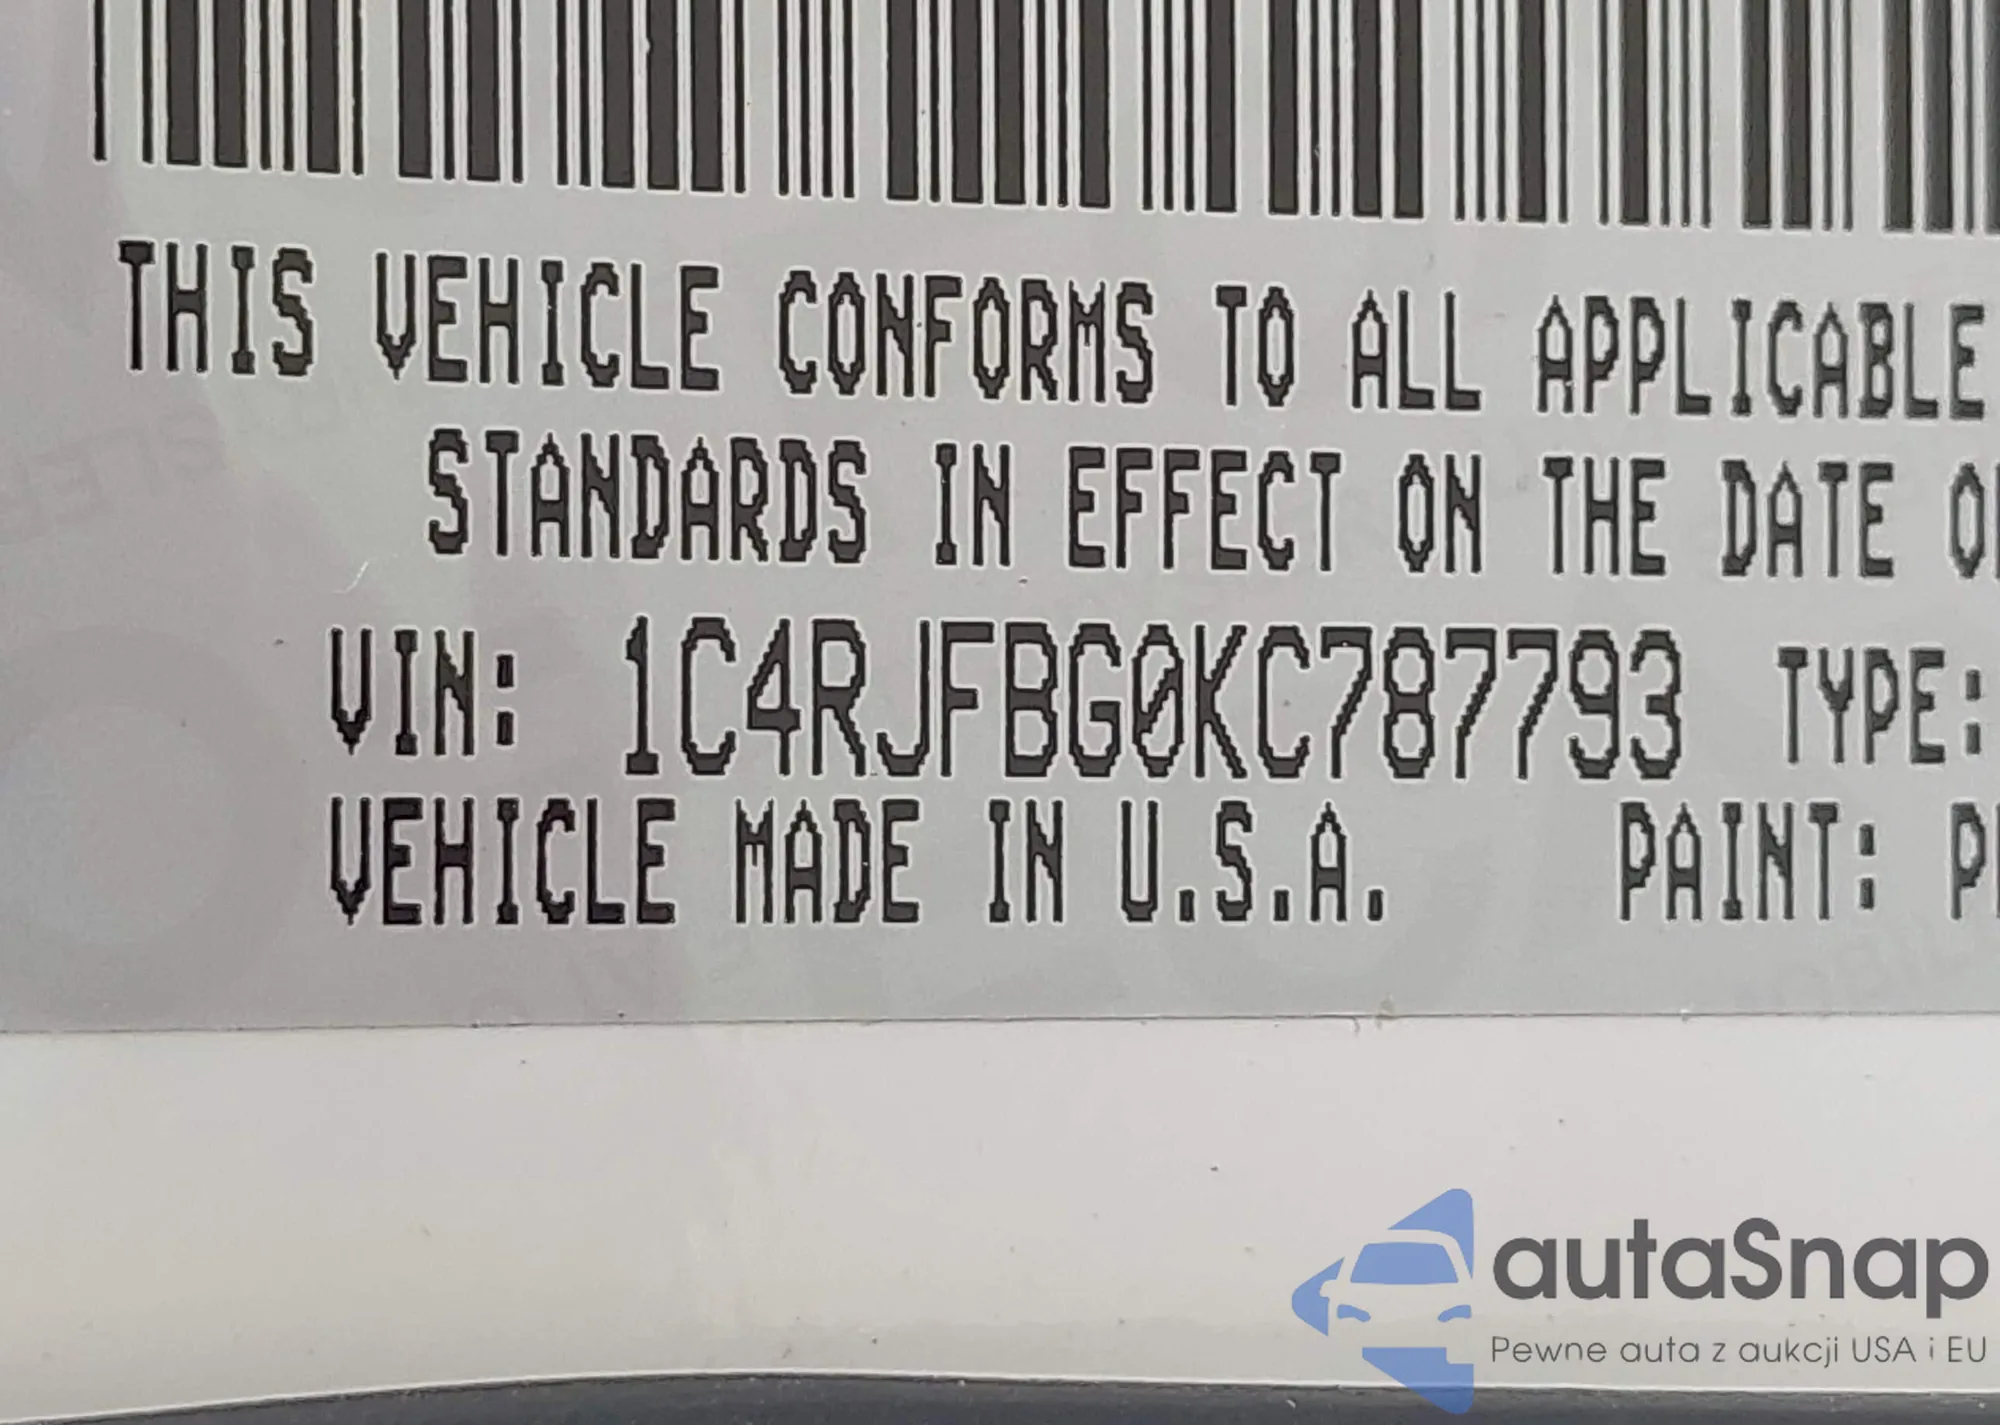 THIS VEHICLE CONFORMS TO ALL APPLICABLE
STANDARDS IN EFFECT ON THE DATE
VIN: 1C4RJFBG0KC787793 TYPE:
VEHICLE MADE IN U.S.A. PAINT:
autaSnap
Pewne auta z aukcji USA i EU